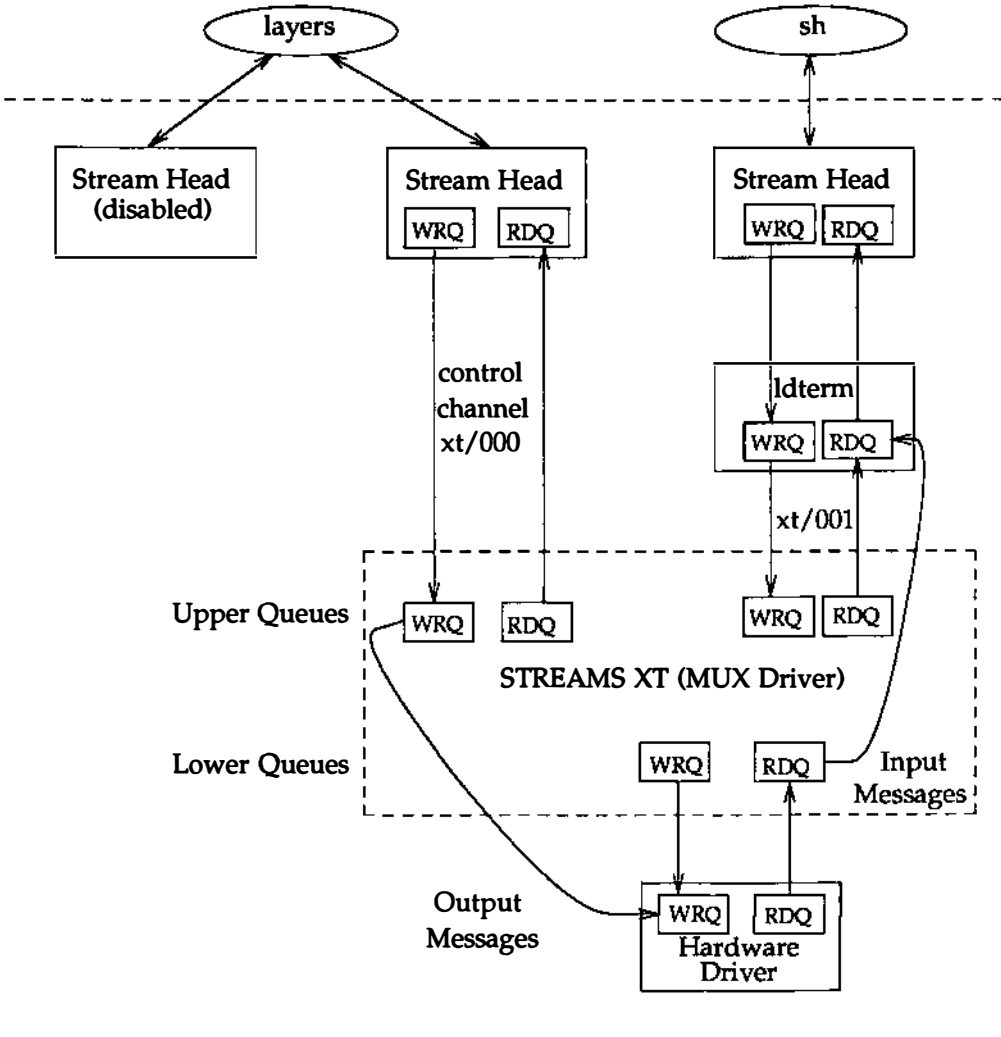 layers
sh
Stream Head
(disabled)
Stream Head
WRQ
RDQ
Stream Head
WRQ
RDQ
control
channel
xt/000
ldterm
WRQ
RDQ
xt/001
Upper Queues
WRQ
RDQ
WRQ
RDQ
STREAMS XT (MUX Driver)
Lower Queues
WRQ
RDQ
Input
Messages
Output
Messages
WRQ
RDQ
Hardware
Driver